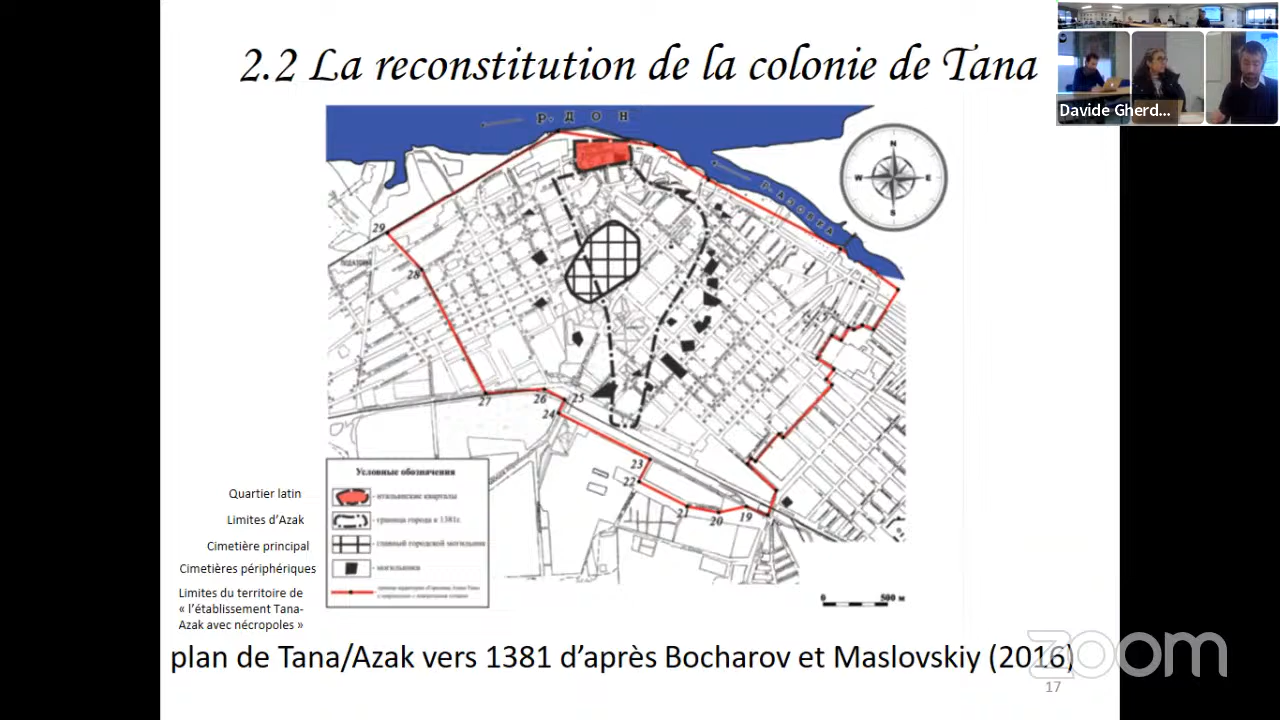 2.2 La reconstitution de la colonie de Tana
Davide Gherd...
р. ДОН
р. АЗОВКА
N
W E
S
29
28
27
26
25
24
23
22
21
20
19
Условные обозначения
Quartier latin
- итальянские кварталы
Limites d’Azak
- граница города к 1381г.
Cimetière principal
- главный городской могильник
Cimetières périphériques
- могильники
Limites du territoire de
« l’établissement Tana-
Azak avec nécropoles »
0 500 м
plan de Tana/Azak vers 1381 d’après Bocharov et Maslovskiy (2016)
zoom
17